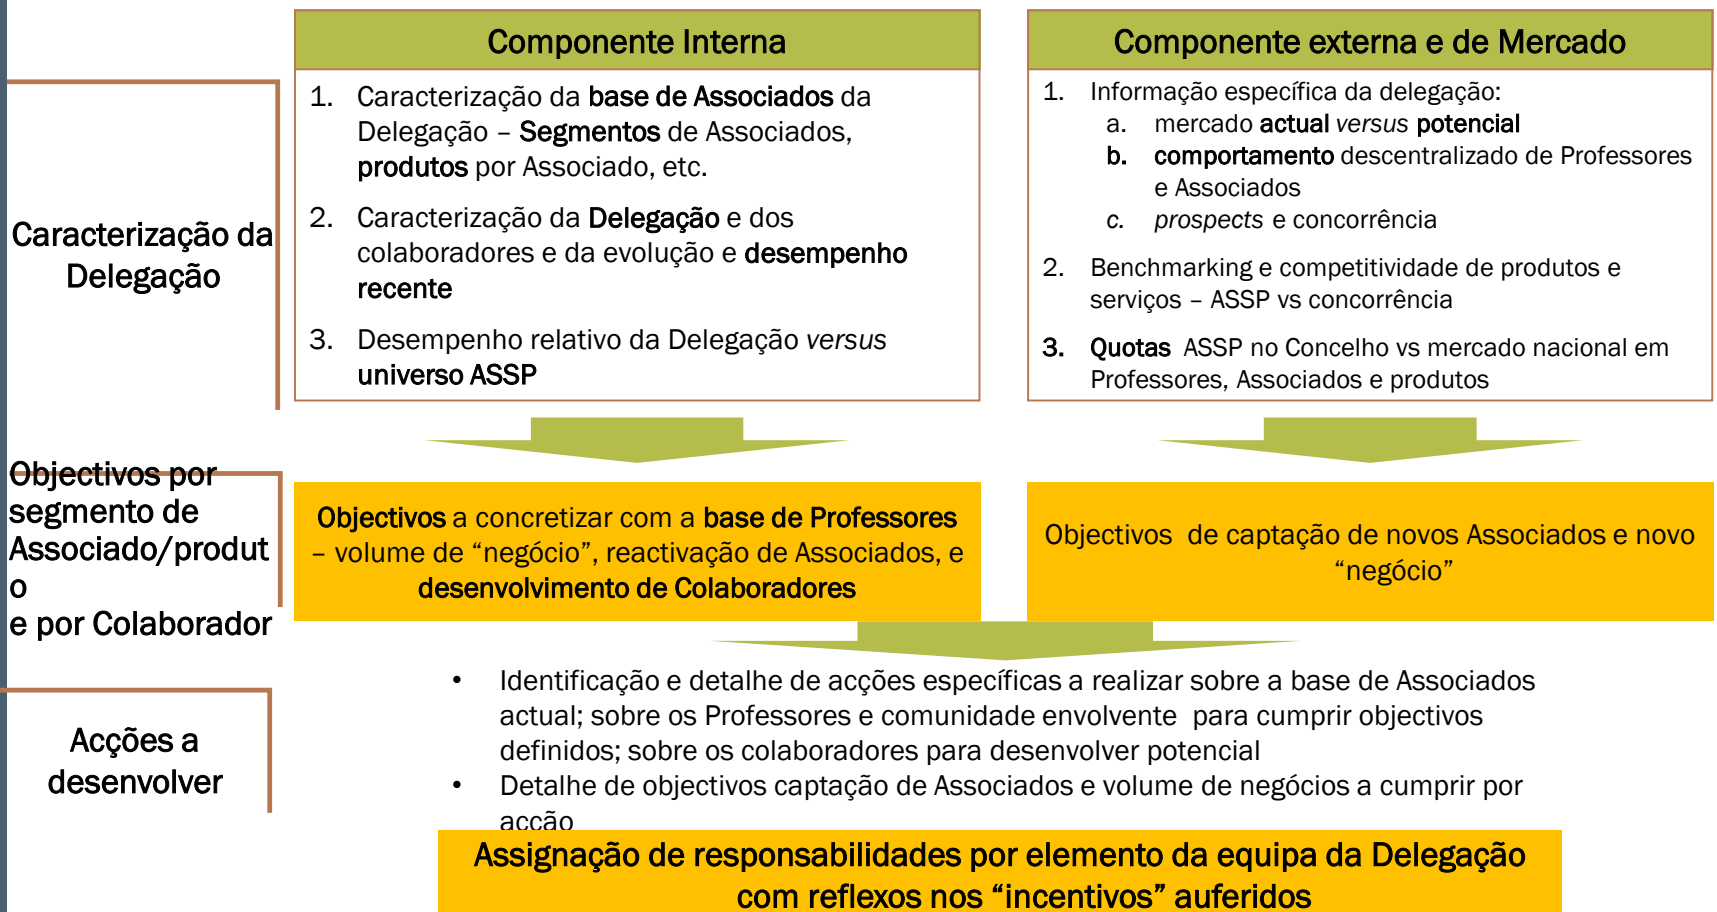 Componente Interna
Componente externa e de Mercado
Caracterização da
Delegação
1. Caracterização da base de Associados da
Delegação – Segmentos de Associados,
produtos por Associado, etc.
2. Caracterização da Delegação e dos
colaboradores e da evolução e desempenho
recente
3. Desempenho relativo da Delegação versus
universo ASSP
1. Informação específica da delegação:
a. mercado actual versus potencial
b. comportamento descentralizado de Professores
e Associados
c. prospects e concorrência
2. Benchmarking e competitividade de produtos e
serviços – ASSP vs concorrência
3. Quotas ASSP no Concelho vs mercado nacional em
Professores, Associados e produtos
Objectivos por
segmento de
Associado/produt
o
e por Colaborador
Objectivos a concretizar com a base de Professores
– volume de “negócio”, reactivação de Associados, e
desenvolvimento de Colaboradores
Objectivos de captação de novos Associados e novo
“negócio”
Acções a
desenvolver
• Identificação e detalhe de acções específicas a realizar sobre a base de Associados
actual; sobre os Professores e comunidade envolvente para cumprir objectivos
definidos; sobre os colaboradores para desenvolver potencial
• Detalhe de objectivos captação de Associados e volume de negócios a cumprir por
acção
Assignação de responsabilidades por elemento da equipa da Delegação
com reflexos nos “incentivos” auferidos